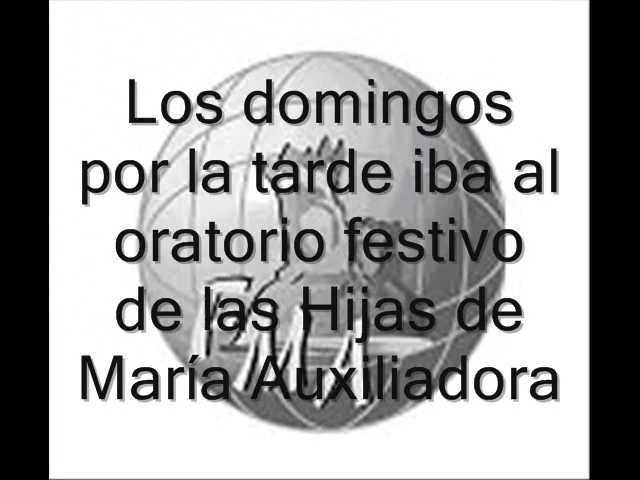 Los domingos
por la tarde iba al
oratorio festivo
de las Hijas de
María Auxiliadora